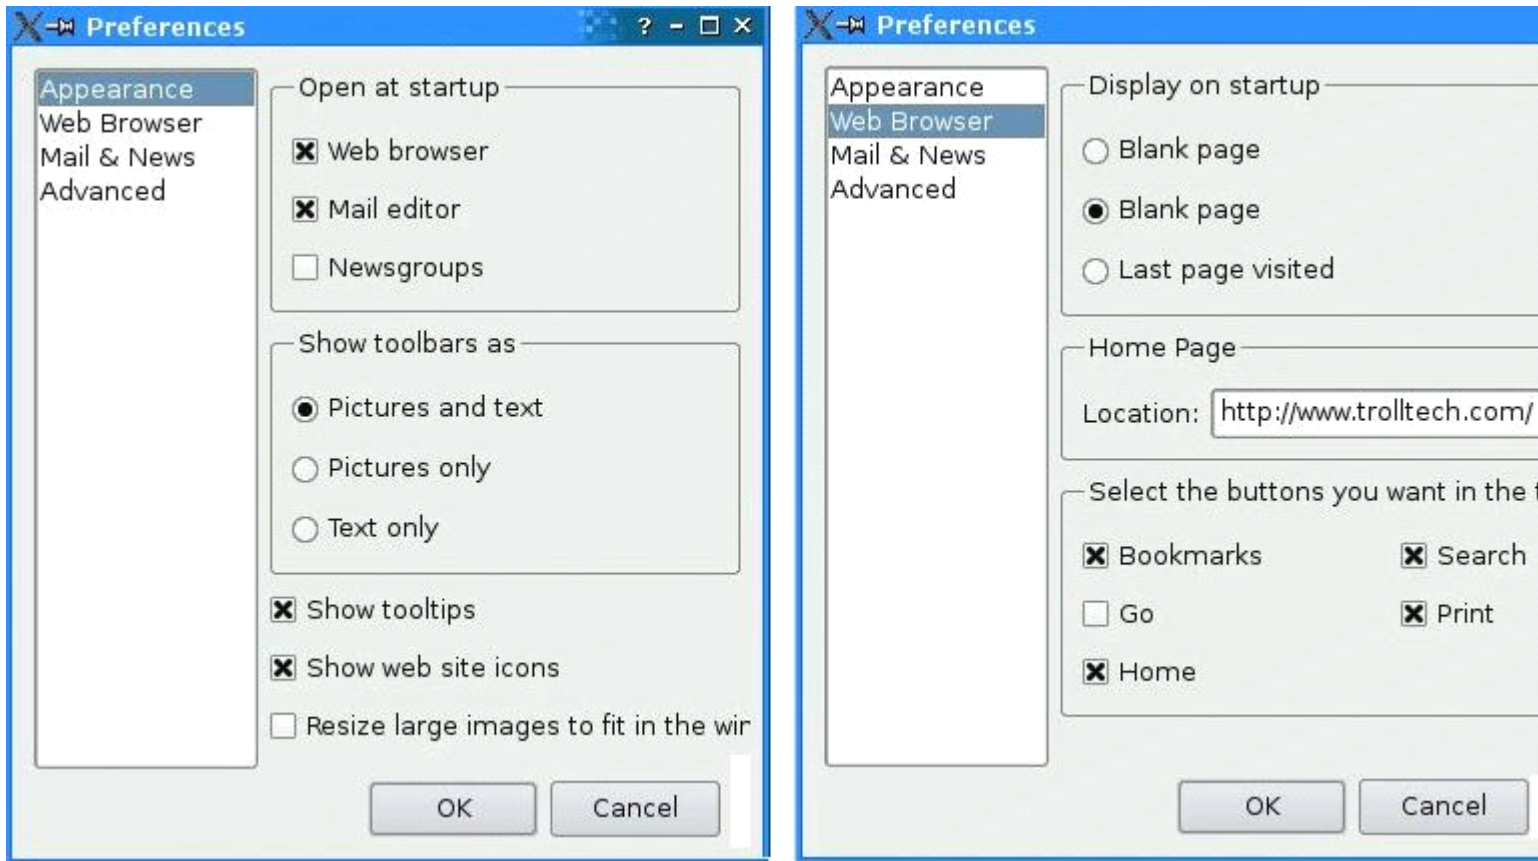 Preferences
? 
Appearance
Web Browser
Mail & News
Advanced
Open at startup
Web browser
Mail editor
Newsgroups
Show toolbars as
Pictures and text
Pictures only
Text only
Show tooltips
Show web site icons
Resize large images to fit in the
OK Cancel
Preferences
Appearance
Web Browser
Mail & News
Advanced
Display on startup
Blank page
Blank page
Last page visited
Home Page
Location: http://www.trolltech.com/
Select the buttons you want in the
Bookmarks Search
Go Print
Home
OK Cancel